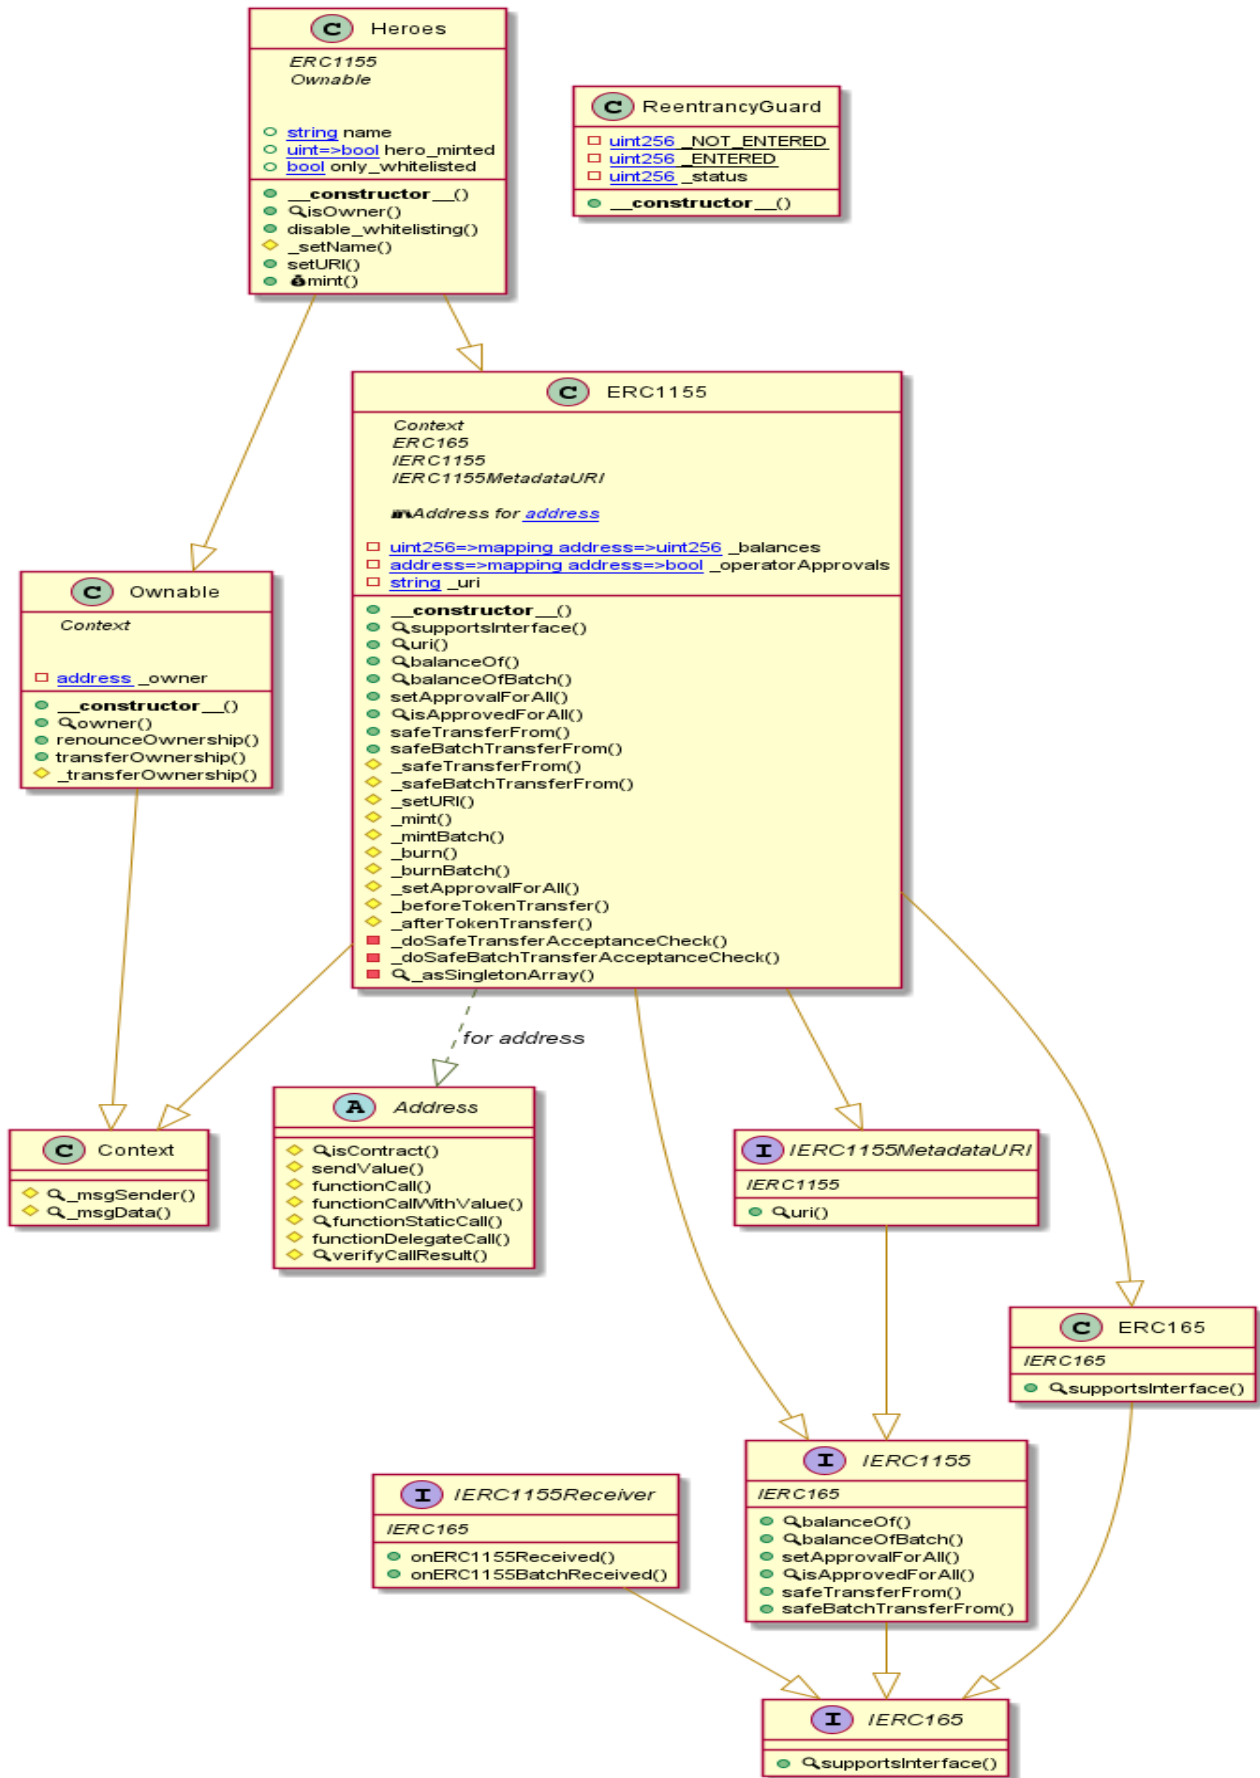 C Heroes
ERC1155
Ownable
string name
uint=>bool hero_minted
bool only_whitelisted
__constructor__()
isOwner()
disable_whitelisting()
_setName()
setURI()
mint()
C ReentrancyGuard
uint256 _NOT_ENTERED
uint256 _ENTERED
uint256 _status
__constructor__()
C ERC1155
Context
ERC165
IERC1155
IERC1155MetadataURI
Address for address
uint256=>mapping address=>uint256 _balances
address=>mapping address=>bool _operatorApprovals
string _uri
__constructor__()
supportsInterface()
uri()
balanceOf()
balanceOfBatch()
setApprovalForAll()
isApprovedForAll()
safeTransferFrom()
safeBatchTransferFrom()
_safeTransferFrom()
_safeBatchTransferFrom()
_setURI()
_mint()
_mintBatch()
_burn()
_burnBatch()
_setApprovalForAll()
_beforeTokenTransfer()
_afterTokenTransfer()
_doSafeTransferAcceptanceCheck()
_doSafeBatchTransferAcceptanceCheck()
_asSingletonArray()
C Ownable
Context
address _owner
__constructor__()
owner()
renounceOwnership()
transferOwnership()
_transferOwnership()
for address
C Context
_msgSender()
_msgData()
A Address
isContract()
sendValue()
functionCall()
functionCallWithValue()
functionStaticCall()
functionDelegateCall()
verifyCallResult()
I IERC1155MetadataURI
IERC1155
uri()
C ERC165
IERC165
supportsInterface()
I IERC1155Receiver
IERC165
onERC1155Received()
onERC1155BatchReceived()
I IERC1155
IERC165
balanceOf()
balanceOfBatch()
setApprovalForAll()
isApprovedForAll()
safeTransferFrom()
safeBatchTransferFrom()
I IERC165
supportsInterface()